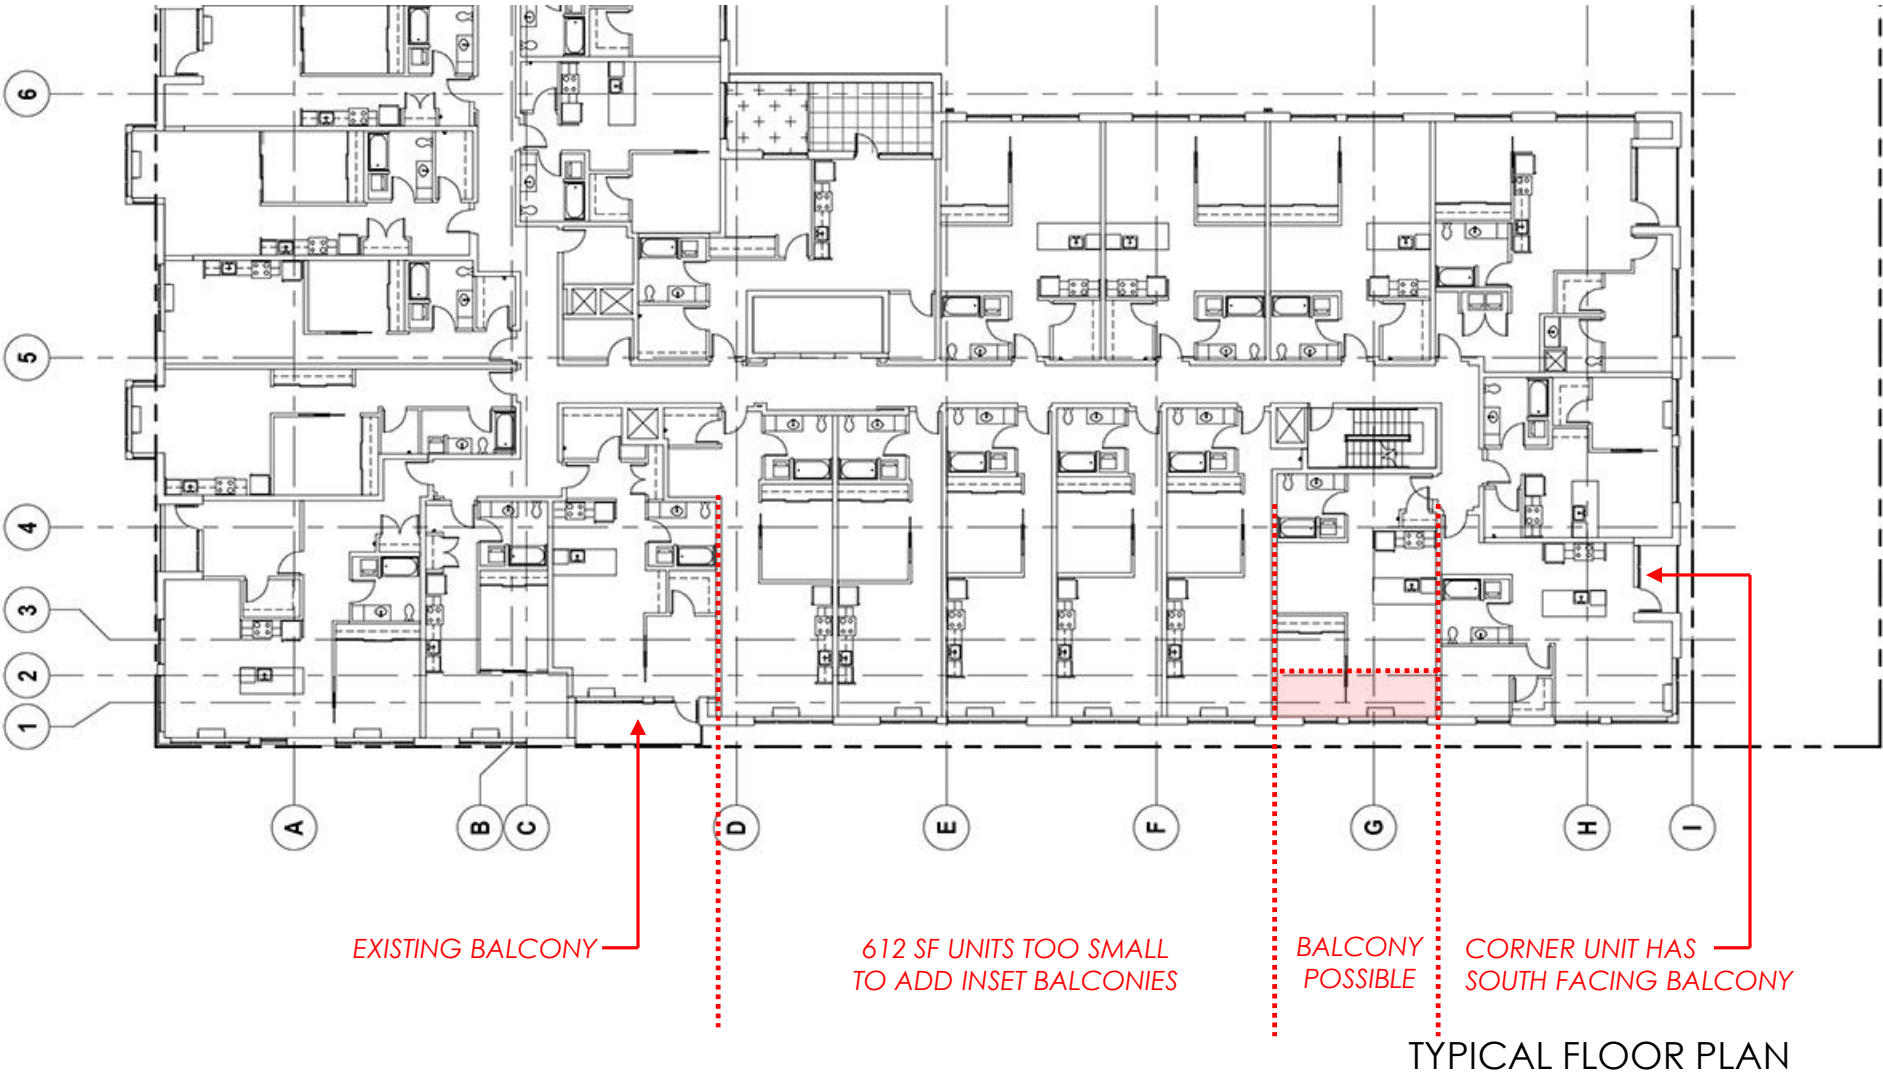 6
5
4
3
2
1
A
B
C
D
E
F
G
H
I
EXISTING BALCONY
612 SF UNITS TOO SMALL
TO ADD INSET BALCONIES
BALCONY
POSSIBLE
CORNER UNIT HAS
SOUTH FACING BALCONY
TYPICAL FLOOR PLAN